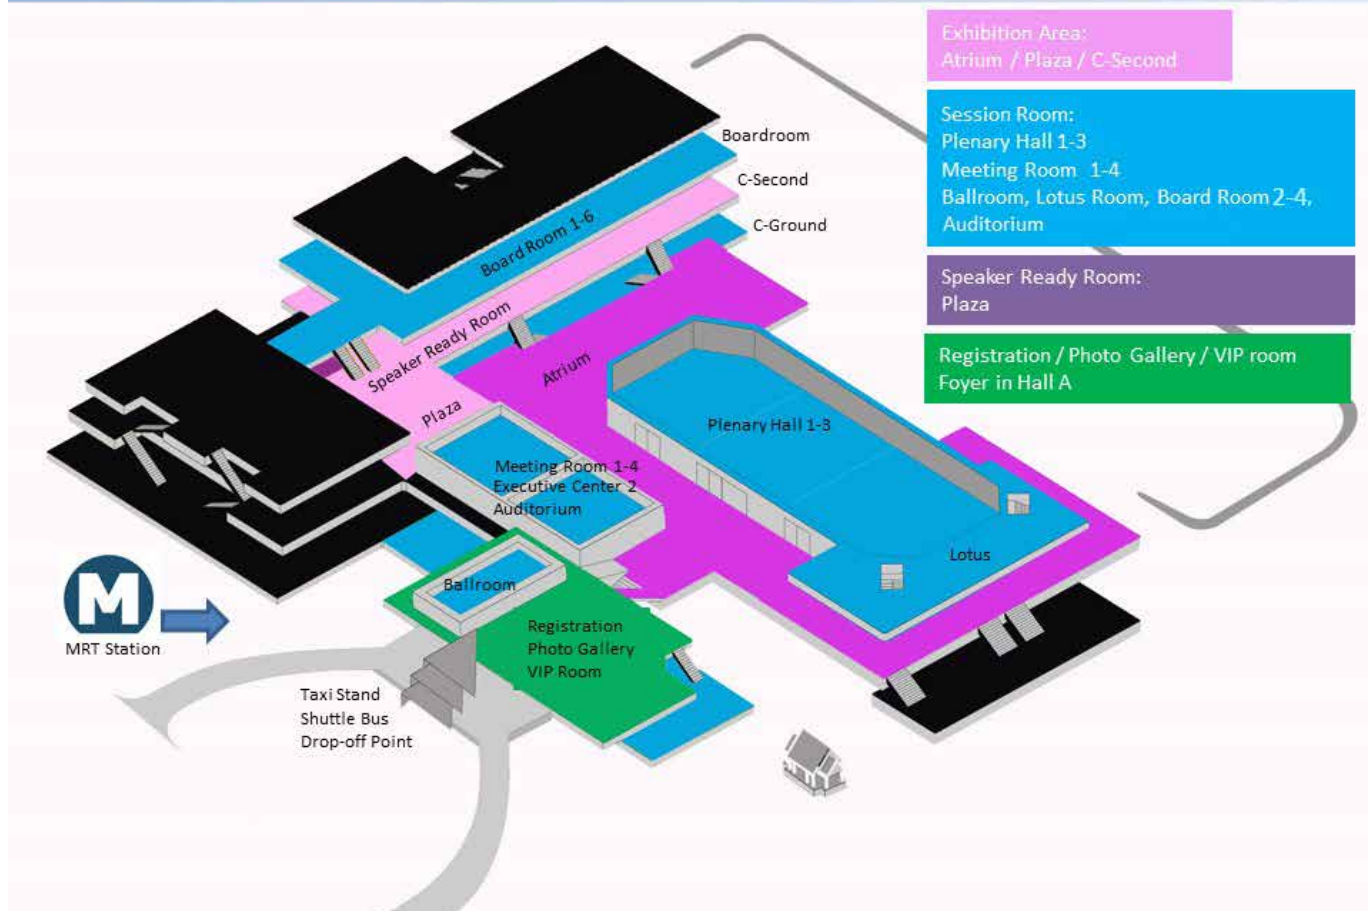 Exhibition Area:
Atrium / Plaza / C-Second
Session Room:
Plenary Hall 1-3
Meeting Room 1-4
Ballroom, Lotus Room, Board Room 2-4,
Auditorium
Speaker Ready Room:
Plaza
Registration / Photo Gallery / VIP room
Foyer in Hall A
Boardroom
C-Second
C-Ground
Board Room 1-6
Speaker Ready Room
Atrium
Plaza
Plenary Hall 1-3
Meeting Room 1-4
Executive Center 2
Auditorium
Lotus
Ballroom
Registration
Photo Gallery
VIP Room
M
MRT Station
Taxi Stand
Shuttle Bus
Drop-off Point